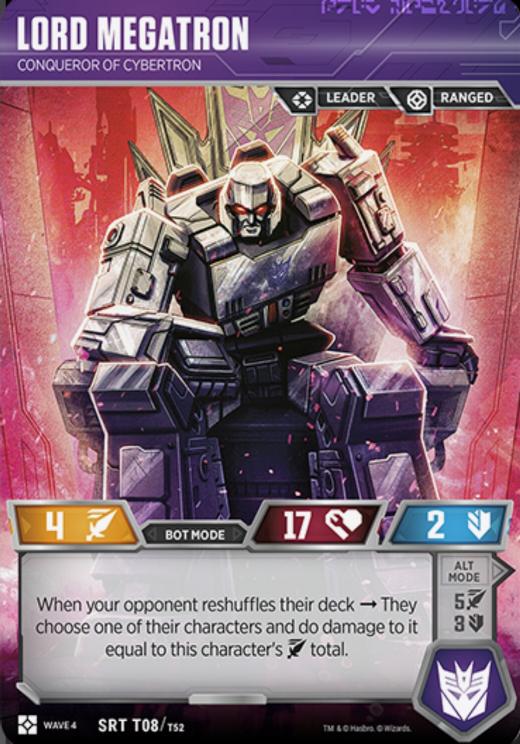 LORD MEGATRON
CONQUEROR OF CYBERTRON
LEADER RANGED
4 BOT MODE 17 2
ALT
MODE
5
3
When your opponent reshuffles their deck → They
choose one of their characters and do damage to it
equal to this character's total.
WAVE 4 SRT T08/T52 TM & © Hasbro. © Wizards.